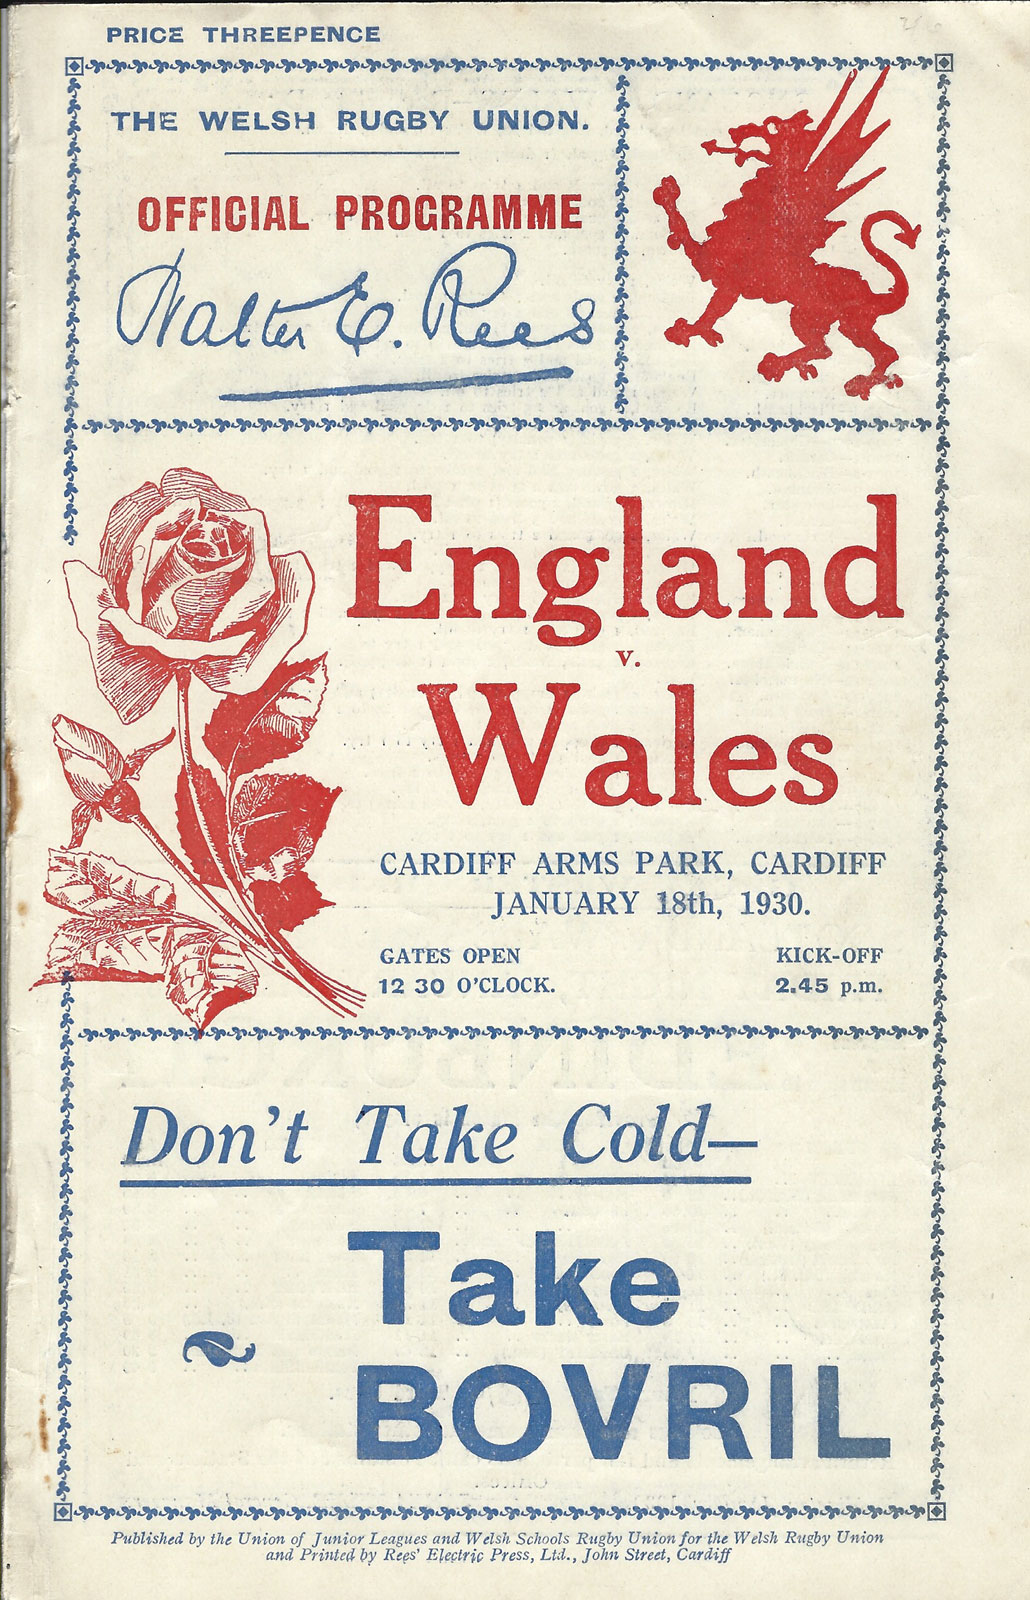 PRICE THREEPENCE
THE WELSH RUGBY UNION.
OFFICIAL PROGRAMME
Walter E. Rees
England
v.
Wales
CARDIFF ARMS PARK, CARDIFF
JANUARY 18th, 1930.
GATES OPEN KICK-OFF
12 30 O'CLOCK. 2.45 p.m.
Don't Take Cold—
Take
BOVRIL
Published by the Union of Junior Leagues and Welsh Schools Rugby Union for the Welsh Rugby Union
and Printed by Rees' Electric Press, Ltd., John Street, Cardiff